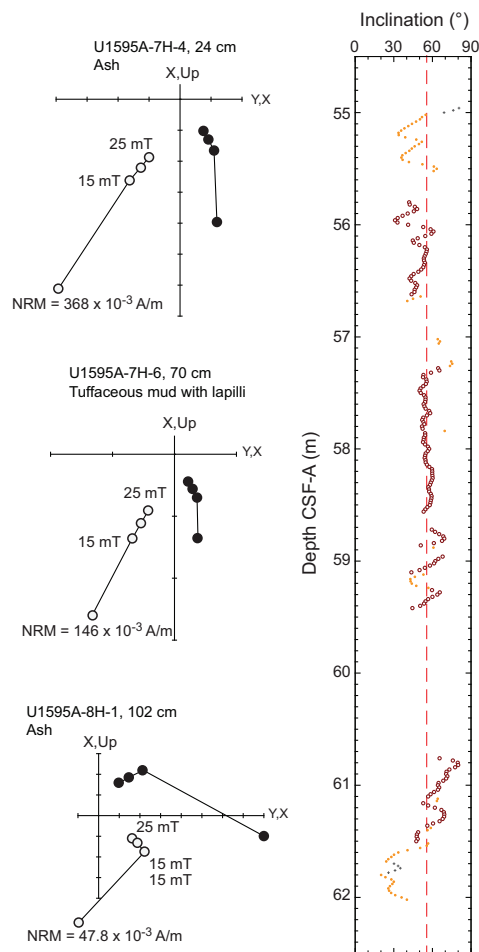 U1595A-7H-4, 24 cm
Ash
X,Up
Y,X
25 mT
15 mT
NRM = 368 x 10-3 A/m
U1595A-7H-6, 70 cm
Tuffaceous mud with lapilli
X,Up
Y,X
25 mT
15 mT
NRM = 146 x 10-3 A/m
U1595A-8H-1, 102 cm
Ash
X,Up
Y,X
25 mT
15 mT
15 mT
NRM = 47.8 x 10-3 A/m
Inclination (°)
0 30 60 90
Depth CSF-A (m)
55
56
57
58
59
60
61
62